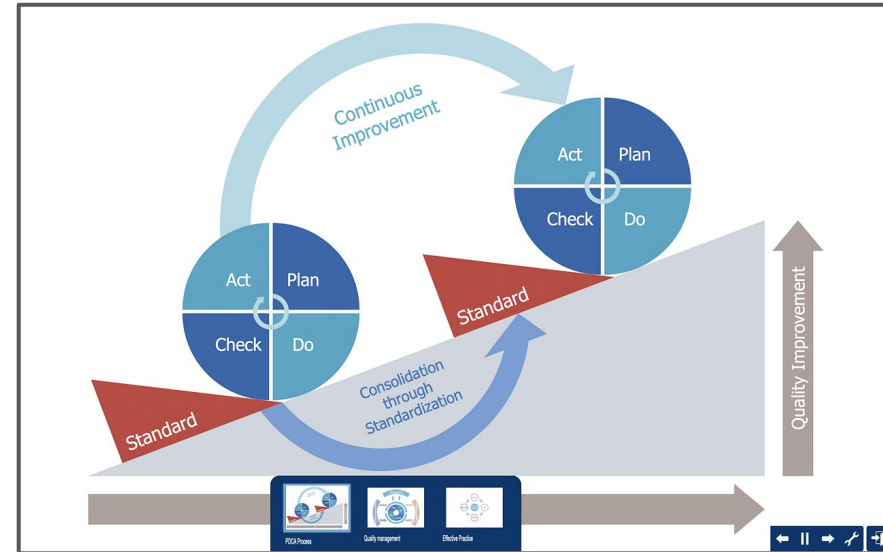 Continuous
Improvement
Act
Plan
Check
Do
Standard
Act
Plan
Check
Do
Standard
Consolidation
through
Standardization
Quality Improvement
PDCA Process
Quality management
Effective Practice